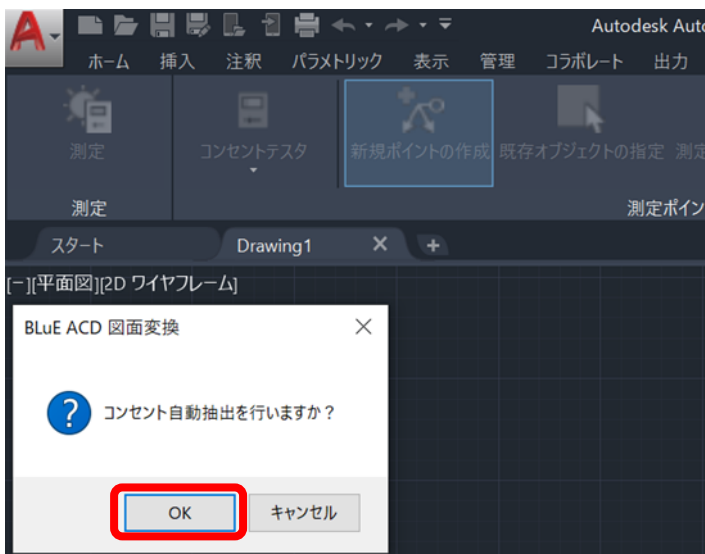 Autodesk Auto
ホーム 挿入 注釈 パラメトリック 表示 管理 コラボレート 出力
測定 コンセントテスタ 新規ポイントの作成 既存オブジェクトの指定 測定
測定 測定ポイン
スタート Drawing1
[-][平面図][2D ワイヤフレーム]
BLuE ACD 図面変換
コンセント自動抽出を行いますか?
OK キャンセル